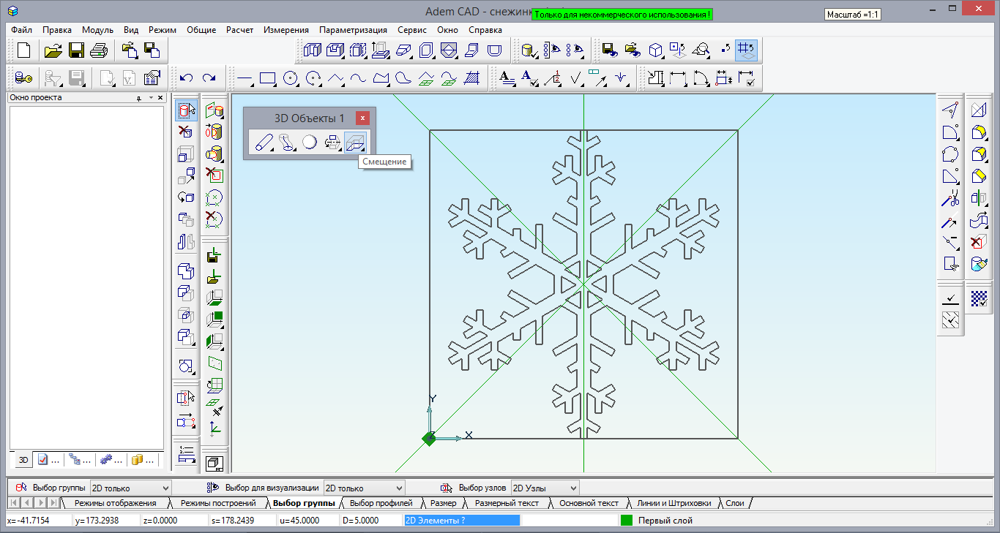 Adem CAD - снежинк
Только для некоммерческого использования !
Масштаб =1:1
Файл Правка Модуль Вид Режим Общие Расчет Измерения Параметризация Сервис Окно Справка
Окно проекта
3D Объекты 1
Смещение
Y
Z
X
3D ... ... ... ...
Выбор группы 2D только Выбор для визуализации 2D только Выбор узлов 2D Узлы
Режимы отображения Режимы построений Выбор группы Выбор профилей Размер Размерный текст Основной текст Линии и Штриховки Слои
x=-41.7154 y=173.2938 z=0.0000 s=178.2439 u=45.0000 D=5.0000 2D Элементы ? Первый слой